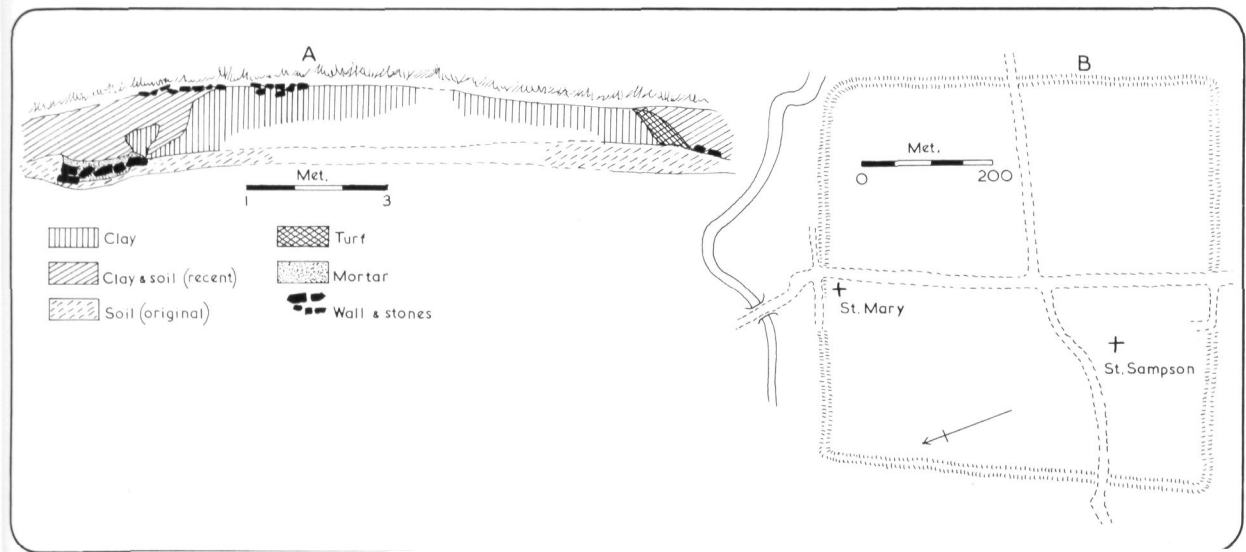 A
Met.
1 3
Clay
Clay & soil (recent)
Soil (original)
Turf
Mortar
Wall & stones
B
Met.
0 200
St. Mary
St. Sampson